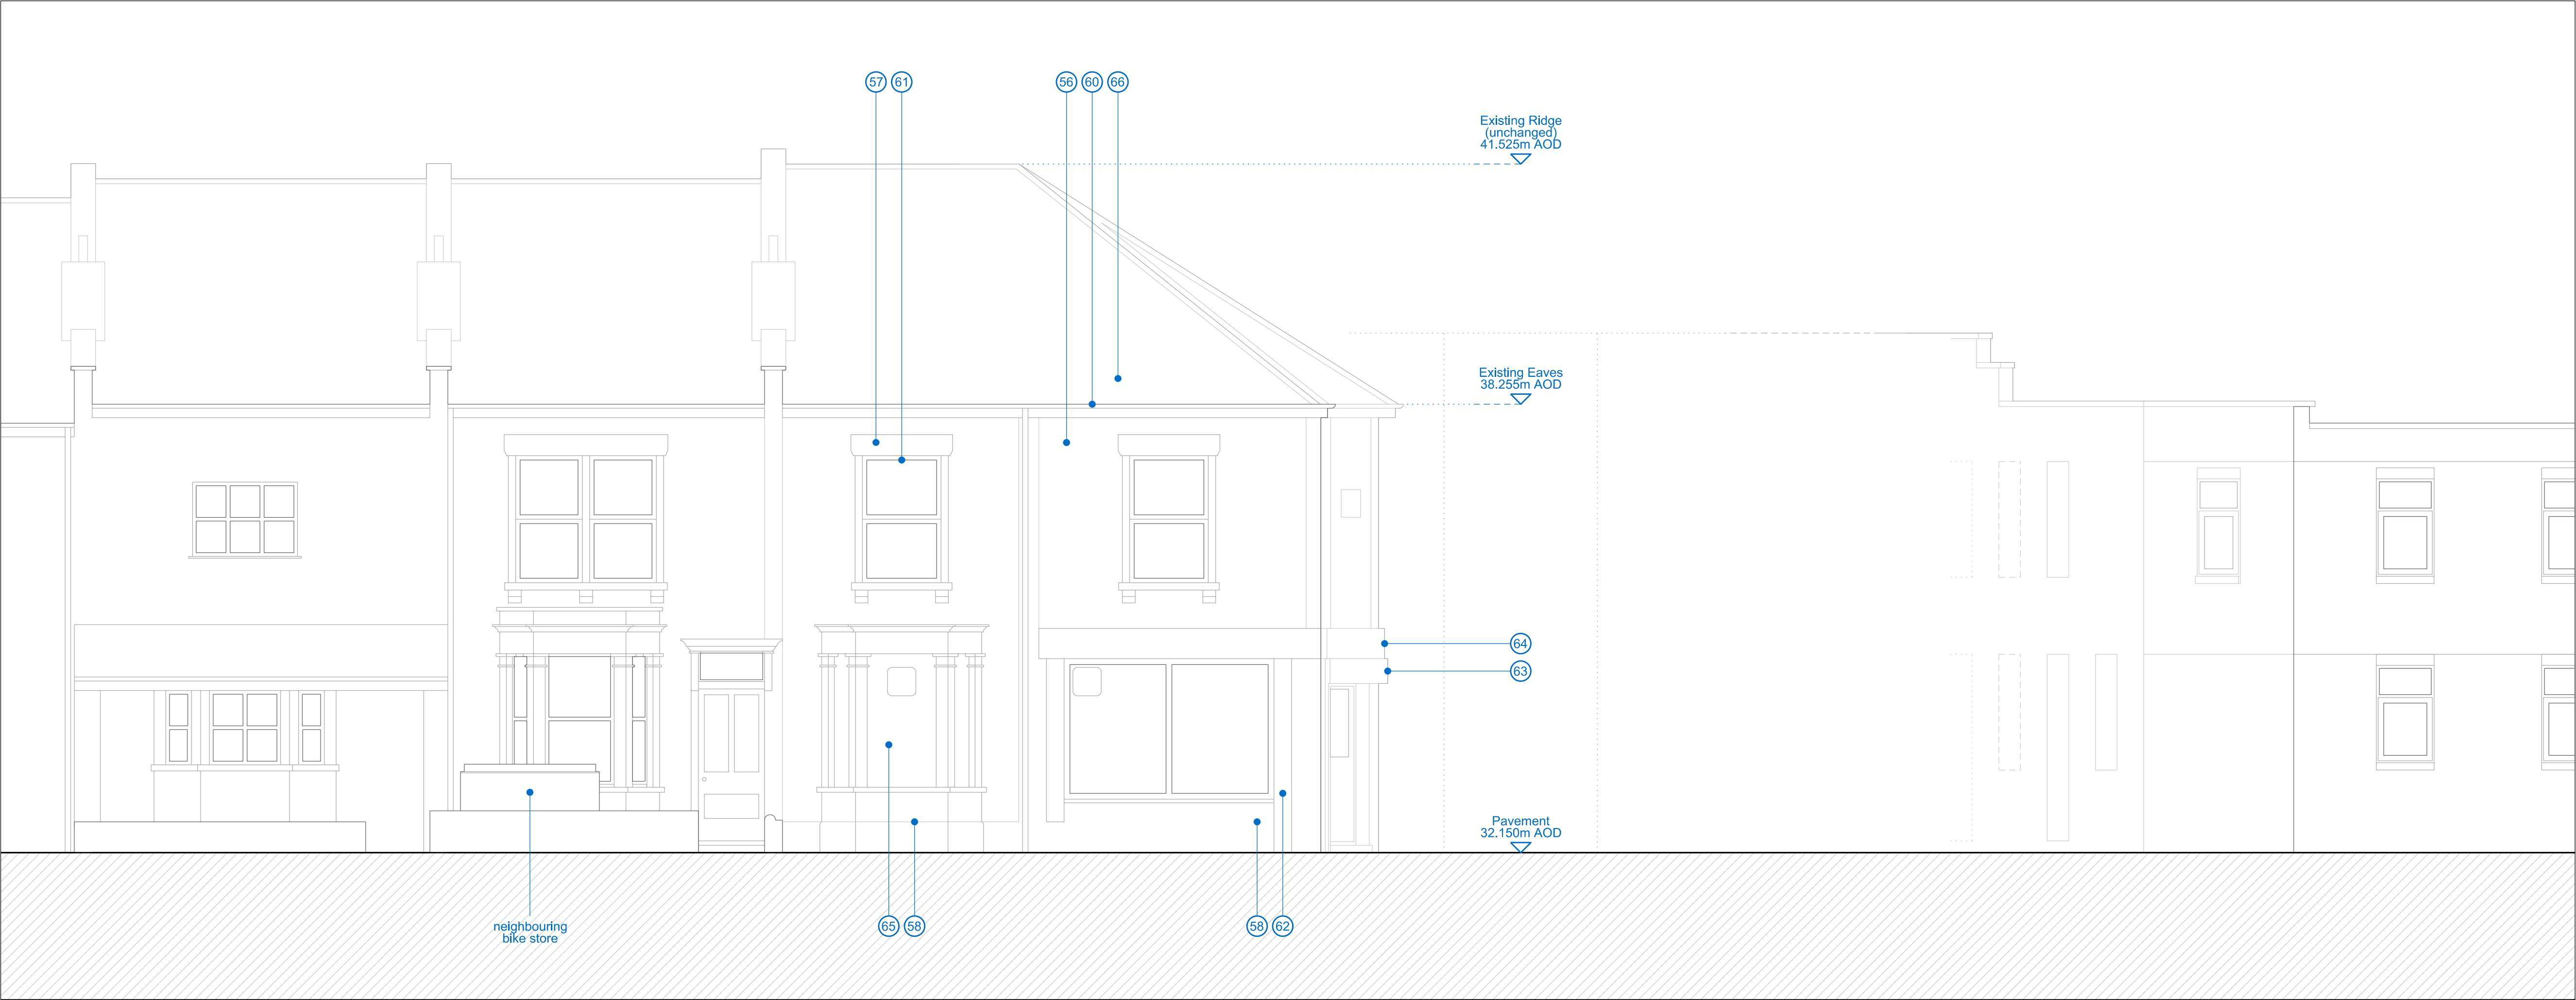 57 61 56 60 66
Existing Ridge
(unchanged)
41.525m AOD
Existing Eaves
38.255m AOD
64
63
Pavement
32.150m AOD
neighbouring
bike store
65 58 58 62